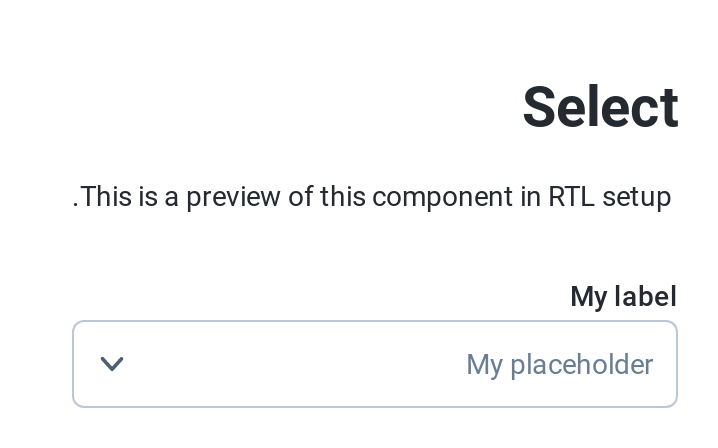 Select
.This is a preview of this component in RTL setup
My label
My placeholder